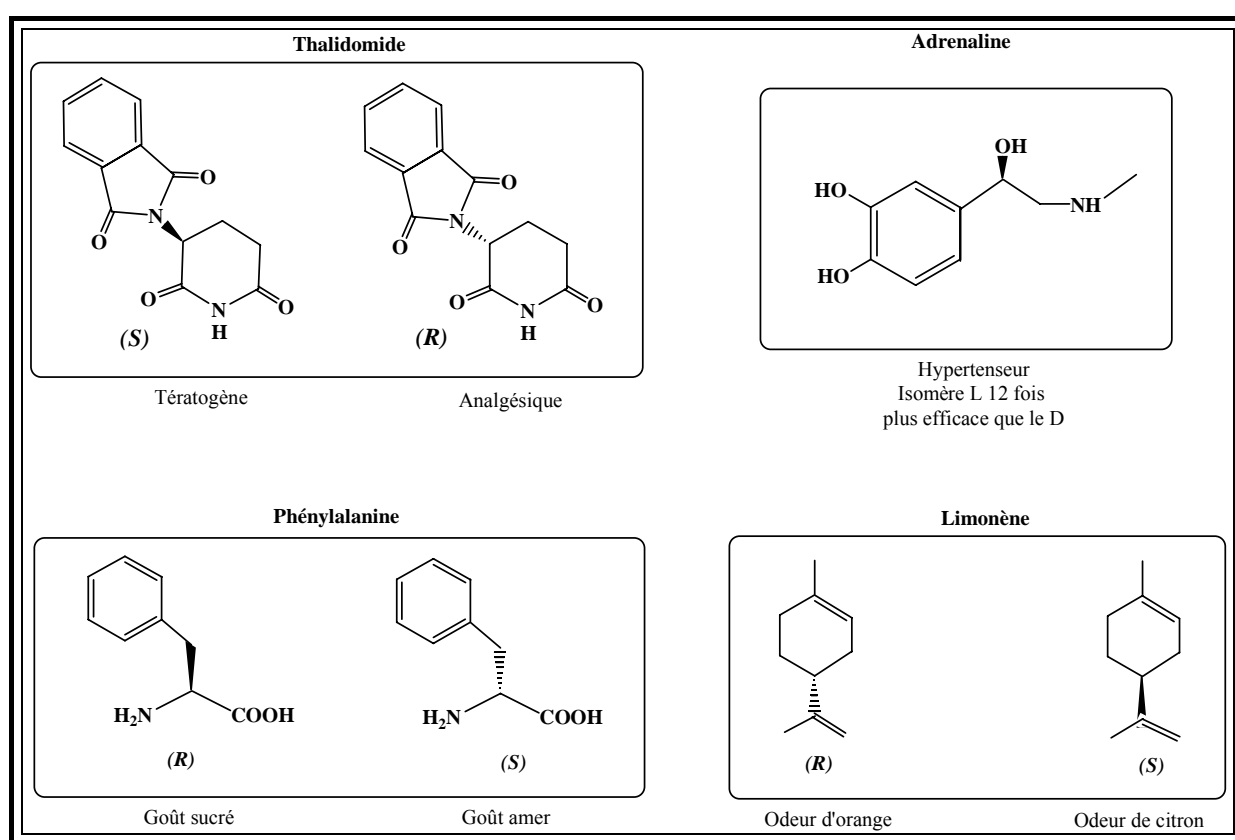 Thalidomide
O
N
O
O
N
H
O
(S)
O
N
O
O
N
H
O
(R)
Tératogène
Analgésique
Adrenaline
OH
HO
NH
HO
Hypertenseur
Isomère L 12 fois
plus efficace que le D
Phénylalanine
H2N
COOH
(R)
H2N
COOH
(S)
Goût sucré
Goût amer
Limonène
(R)
(S)
Odeur d'orange
Odeur de citron